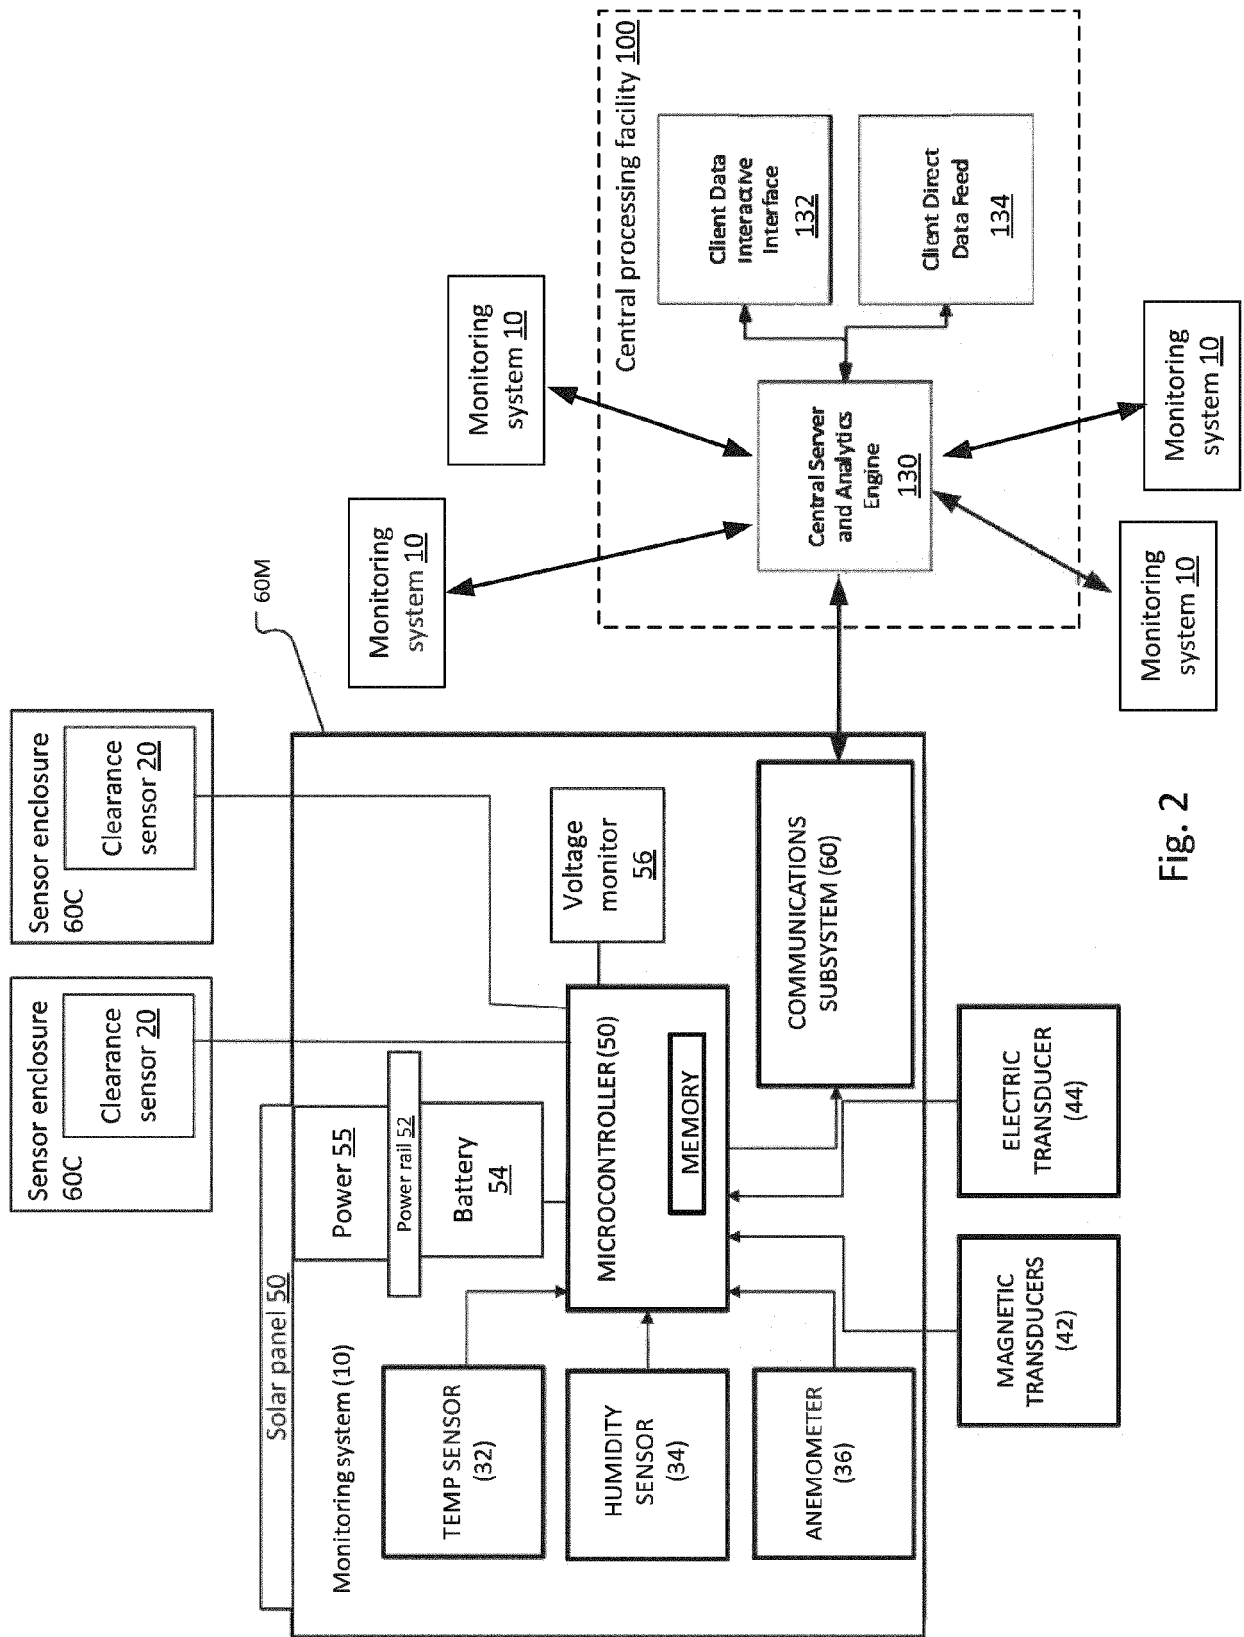 Sensor enclosure
60C
Clearance
sensor 20
Sensor enclosure
60C
Clearance
sensor 20
60M
Solar panel 50
Monitoring system (10)
Power 55
Power rail 52
Battery
54
TEMP SENSOR
(32)
HUMIDITY
SENSOR
(34)
ANEMOMETER
(36)
MICROCONTROLLER (50)
MEMORY
Voltage
monitor
56
COMMUNICATIONS
SUBSYSTEM (60)
MAGNETIC
TRANSDUCERS
(42)
ELECTRIC
TRANSDUCER
(44)
Monitoring
system 10
Monitoring
system 10
Central processing facility 100
Central Server
and Analytics
Engine
130
Client Data
Interactive
Interface
132
Client Direct
Data Feed
134
Monitoring
system 10
Monitoring
system 10
Fig. 2